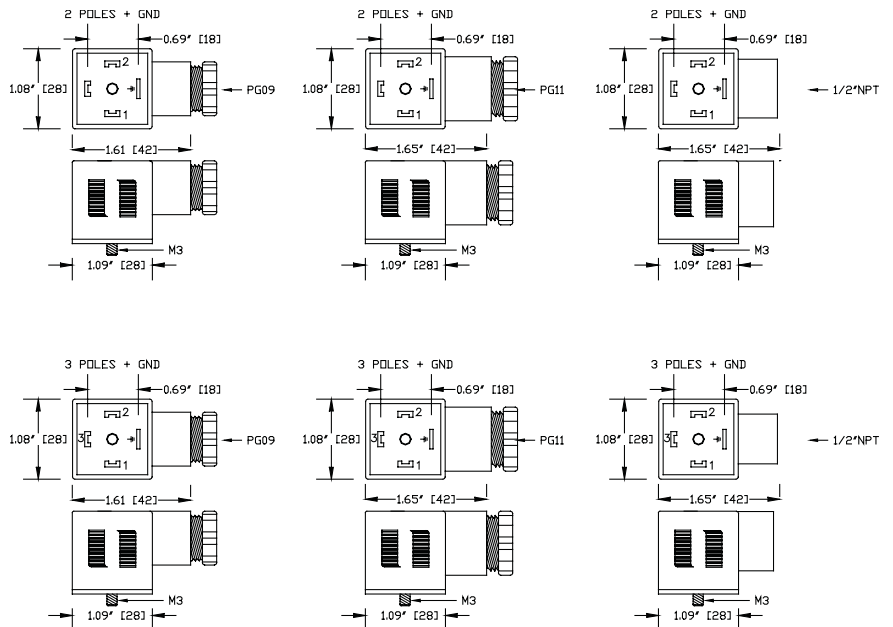 2 POLES + GND
0.69" [18]
2
1.08" [28]
PG09
1
1.61 [42]
M3
1.09" [28]
2 POLES + GND
0.69" [18]
2
1.08" [28]
PG11
1
1.65" [42]
M3
1.09" [28]
2 POLES + GND
0.69" [18]
2
1.08" [28]
1/2"NPT
1
1.65" [42]
M3
1.09" [28]
3 POLES + GND
0.69" [18]
2
1.08" [28]
3
PG09
1
1.61 [42]
M3
1.09" [28]
3 POLES + GND
0.69" [18]
2
1.08" [28]
3
PG11
1
1.65" [42]
M3
1.09" [28]
3 POLES + GND
0.69" [18]
2
1.08" [28]
3
1/2"NPT
1
1.65" [42]
M3
1.09" [28]